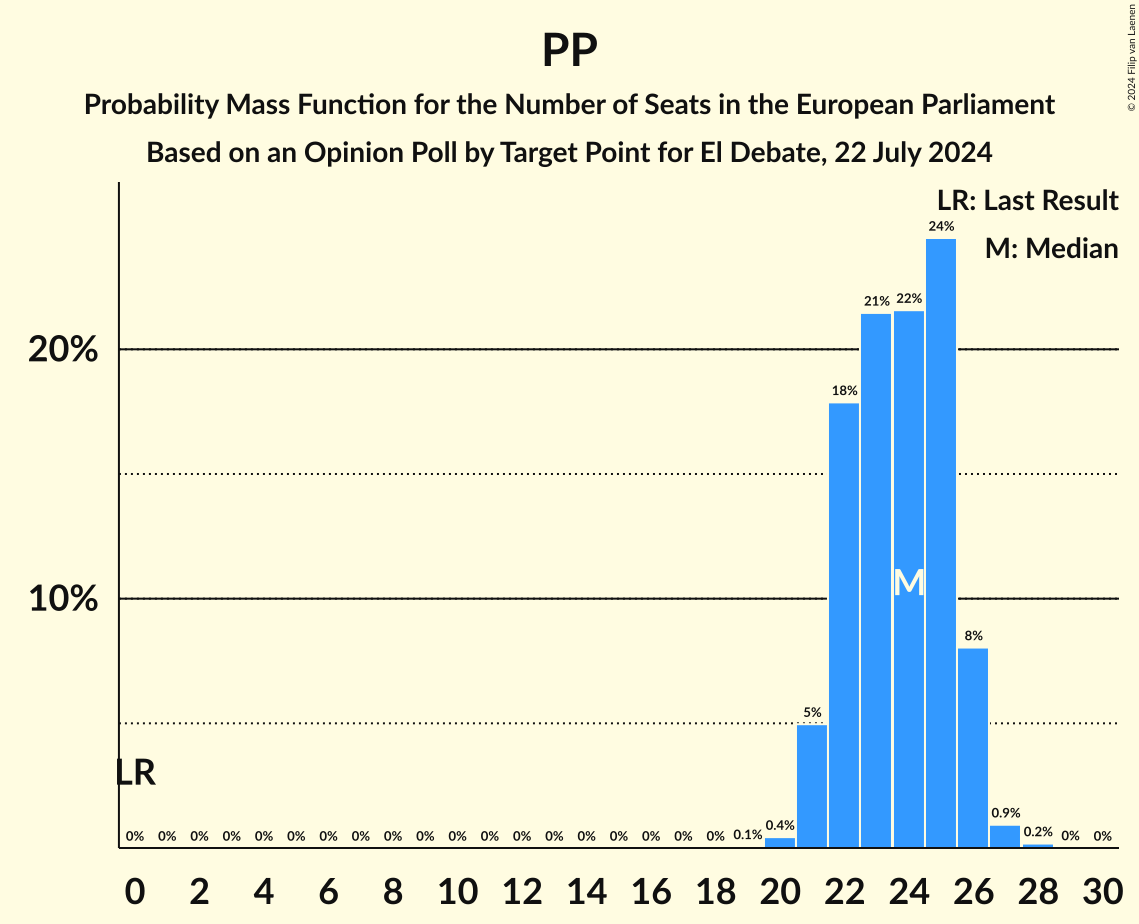 PP
Probability Mass Function for the Number of Seats in the European Parliament
Based on an Opinion Poll by Target Point for El Debate, 22 July 2024
© 2024 Filip van Laenen
LR: Last Result
M: Median
24%
21% 22%
20%
18%
M
10%
8%
5%
LR
0% 0% 0% 0% 0% 0% 0% 0% 0% 0% 0% 0% 0% 0% 0% 0% 0% 0% 0% 0.1% 0.4% 0.9% 0.2% 0% 0%
0 2 4 6 8 10 12 14 16 18 20 22 24 26 28 30